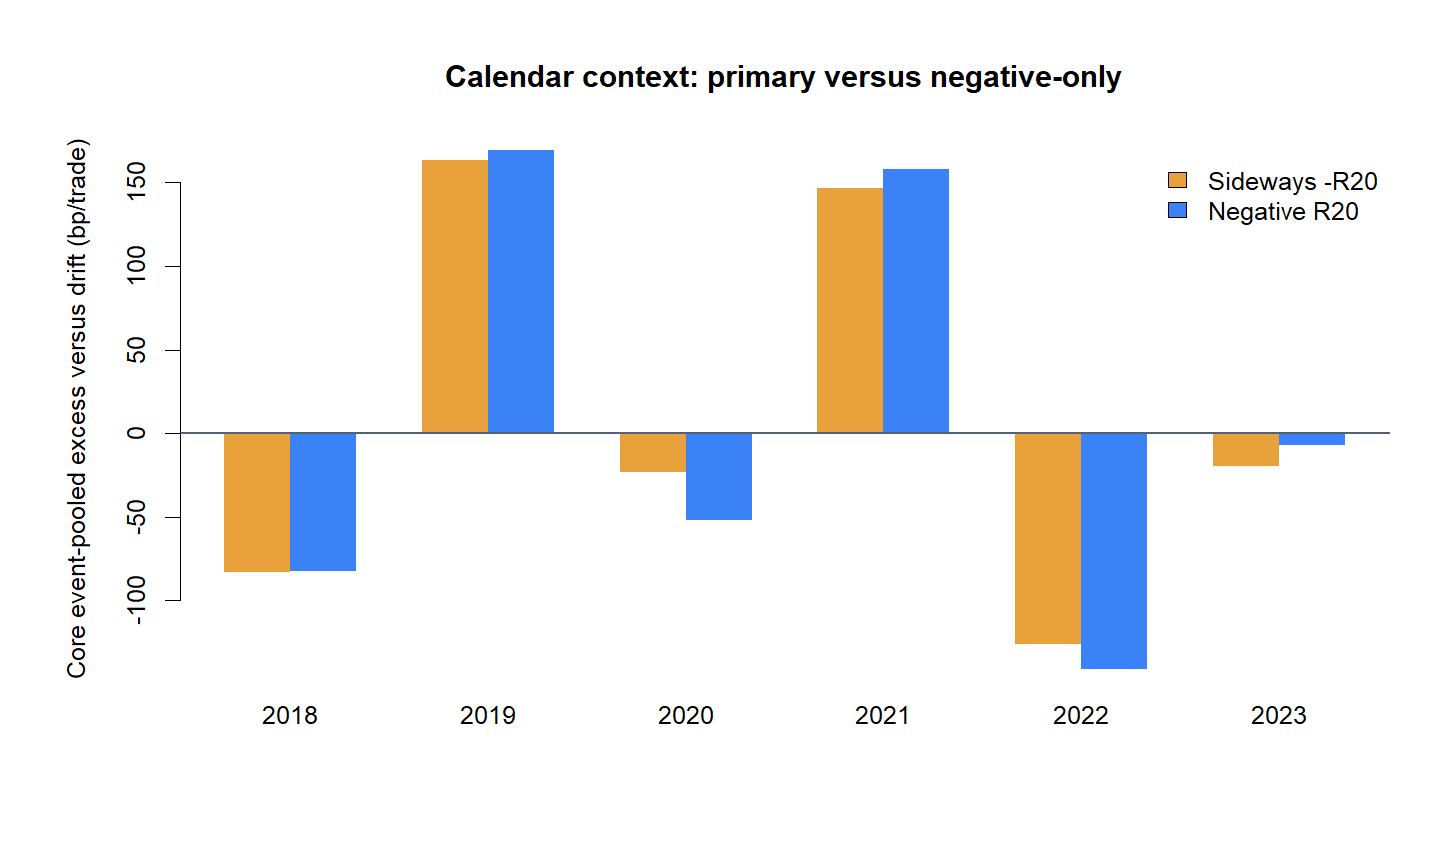 Calendar context: primary versus negative-only
Core event-pooled excess versus drift (bp/trade)
150
100
50
0
-50
-100
Sideways -R20
Negative R20
2018 2019 2020 2021 2022 2023